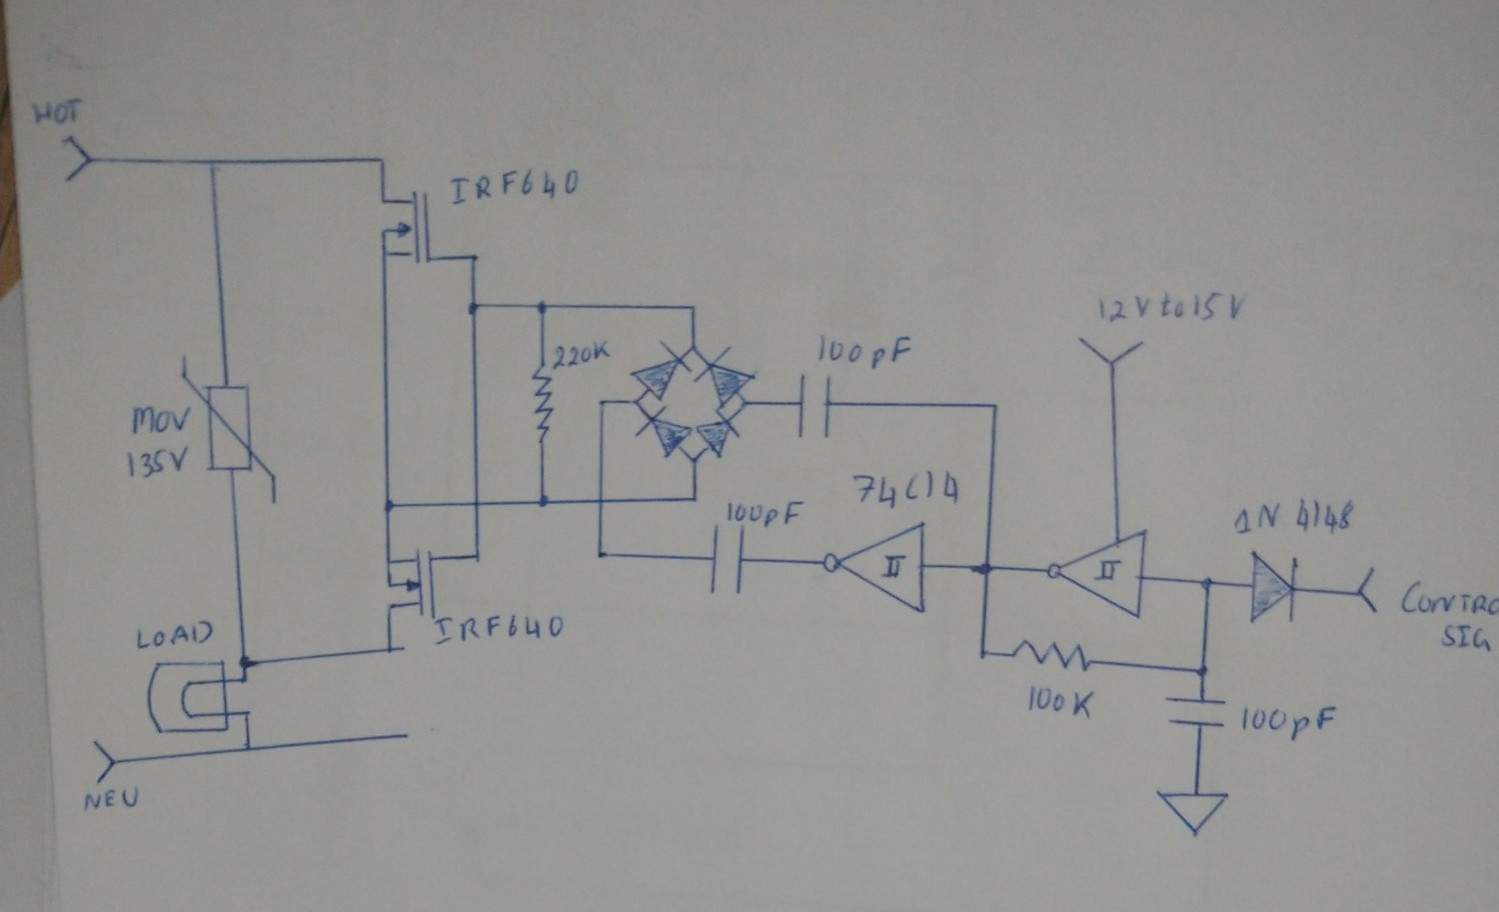 HOT
IRF640
12V to 15V
220K
100pF
MOV
135V
74C14
100pF
1N 4148
CONTRO
SIG
IRF640
LOAD
100K
100pF
NEU